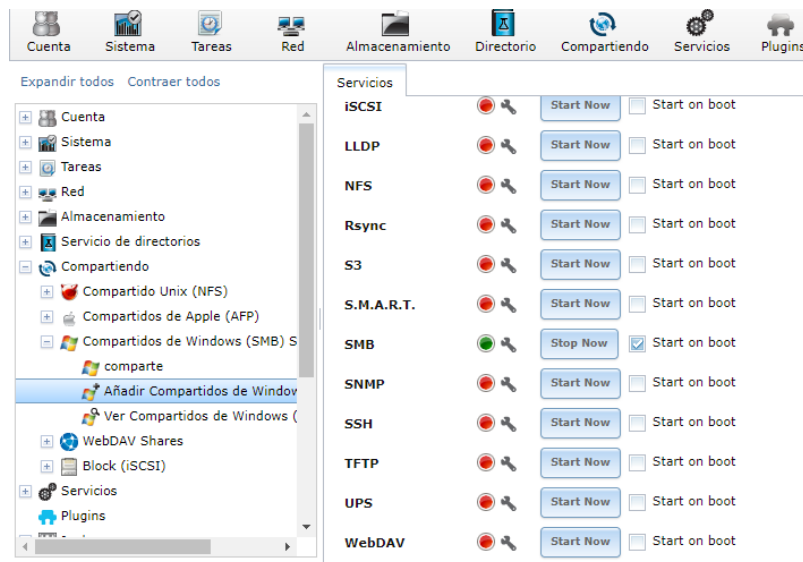 Cuenta Sistema Tareas Red Almacenamiento Directorio Compartiendo Servicios Plugins
Expandir todos Contraer todos
Cuenta
Sistema
Tareas
Red
Almacenamiento
Servicio de directorios
Compartiendo
Compartido Unix (NFS)
Compartidos de Apple (AFP)
Compartidos de Windows (SMB) S
comparte
Añadir Compartidos de Window
Ver Compartidos de Windows (
WebDAV Shares
Block (iSCSI)
Servicios
Plugins
Servicios
iSCSI Start Now Start on boot
LLDP Start Now Start on boot
NFS Start Now Start on boot
Rsync Start Now Start on boot
S3 Start Now Start on boot
S.M.A.R.T. Start Now Start on boot
SMB Stop Now Start on boot
SNMP Start Now Start on boot
SSH Start Now Start on boot
TFTP Start Now Start on boot
UPS Start Now Start on boot
WebDAV Start Now Start on boot